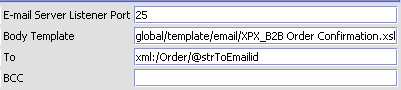 E-mail Server Listener Port 25
Body Template global/template/email/XPX_B2B Order Confirmation.xsl
To xml:/Order/@strToEmailid
BCC